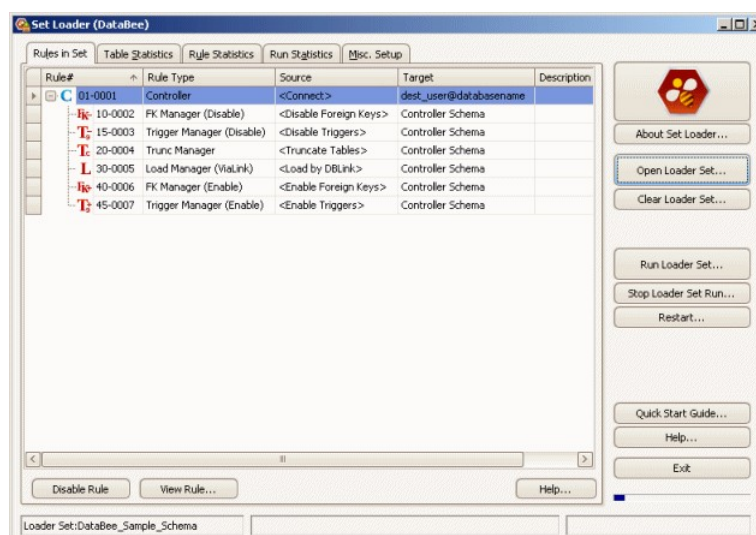 Set Loader (DataBee)
Rules in Set Table Statistics Rule Statistics Run Statistics Misc. Setup
Rule# Rule Type Source Target Description
C 01-0001 Controller <Connect> dest_user@databasename
FK 10-0002 FK Manager (Disable) <Disable Foreign Keys> Controller Schema
Tg 15-0003 Trigger Manager (Disable) <Disable Triggers> Controller Schema
Tc 20-0004 Trunc Manager <Truncate Tables> Controller Schema
L 30-0005 Load Manager (ViaLink) <Load by DBLink> Controller Schema
FK 40-0006 FK Manager (Enable) <Enable Foreign Keys> Controller Schema
Tg 45-0007 Trigger Manager (Enable) <Enable Triggers> Controller Schema
Disable Rule View Rule... Help...
About Set Loader...
Open Loader Set...
Clear Loader Set...
Run Loader Set...
Stop Loader Set Run...
Restart...
Quick Start Guide...
Help...
Exit
Loader Set:DataBee_Sample_Schema